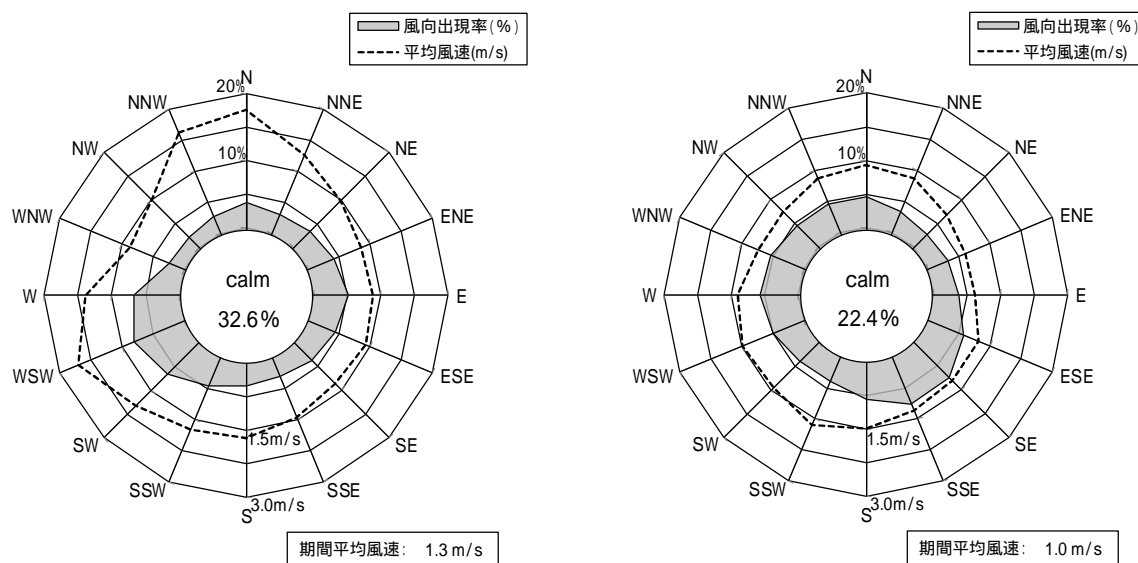 風向出現率(%)
平均風速(m/s)
N
NNE
NE
ENE
E
ESE
SE
SSE
S
SSW
SW
WSW
W
WNW
NW
NNW
20%
10%
1.5m/s
3.0m/s
calm
32.6%
期間平均風速: 1.3 m/s
風向出現率(%)
平均風速(m/s)
N
NNE
NE
ENE
E
ESE
SE
SSE
S
SSW
SW
WSW
W
WNW
NW
NNW
20%
10%
1.5m/s
3.0m/s
calm
22.4%
期間平均風速: 1.0 m/s